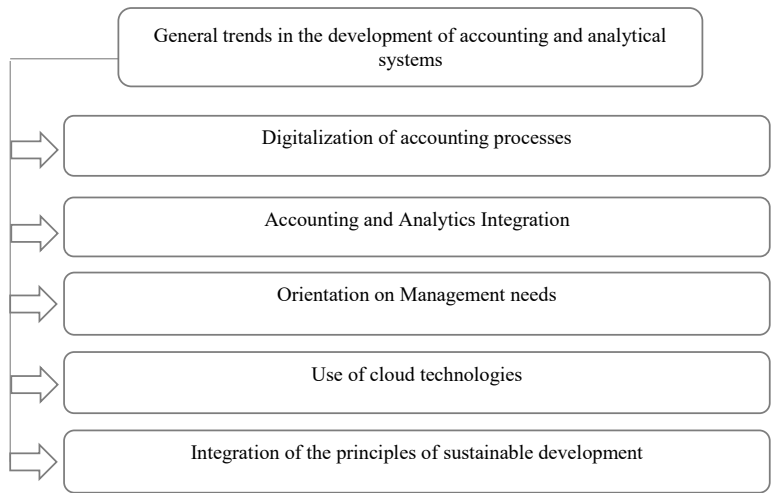 General trends in the development of accounting and analytical
systems
Digitalization of accounting processes
Accounting and Analytics Integration
Orientation on Management needs
Use of cloud technologies
Integration of the principles of sustainable development